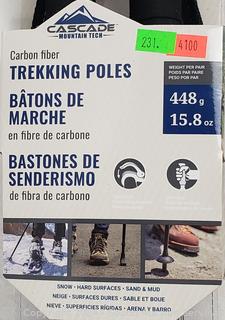 CASCADE
MOUNTAIN TECH
231
4100
Carbon fiber
TREKKING POLES
BÂTONS DE
MARCHE
en fibre de carbone
BASTONES DE
SENDERISMO
de fibra de carbono
WEIGHT PER PAIR
POIDS PAR PAIRE
PESO POR PAR
448 g
15.8 oz
SNOW • HARD SURFACES • SAND & MUD
NEIGE • SURFACES DURES • SABLE ET BOUE
NIEVE • SUPERFICIES RÍGIDAS • ARENA Y BARRO